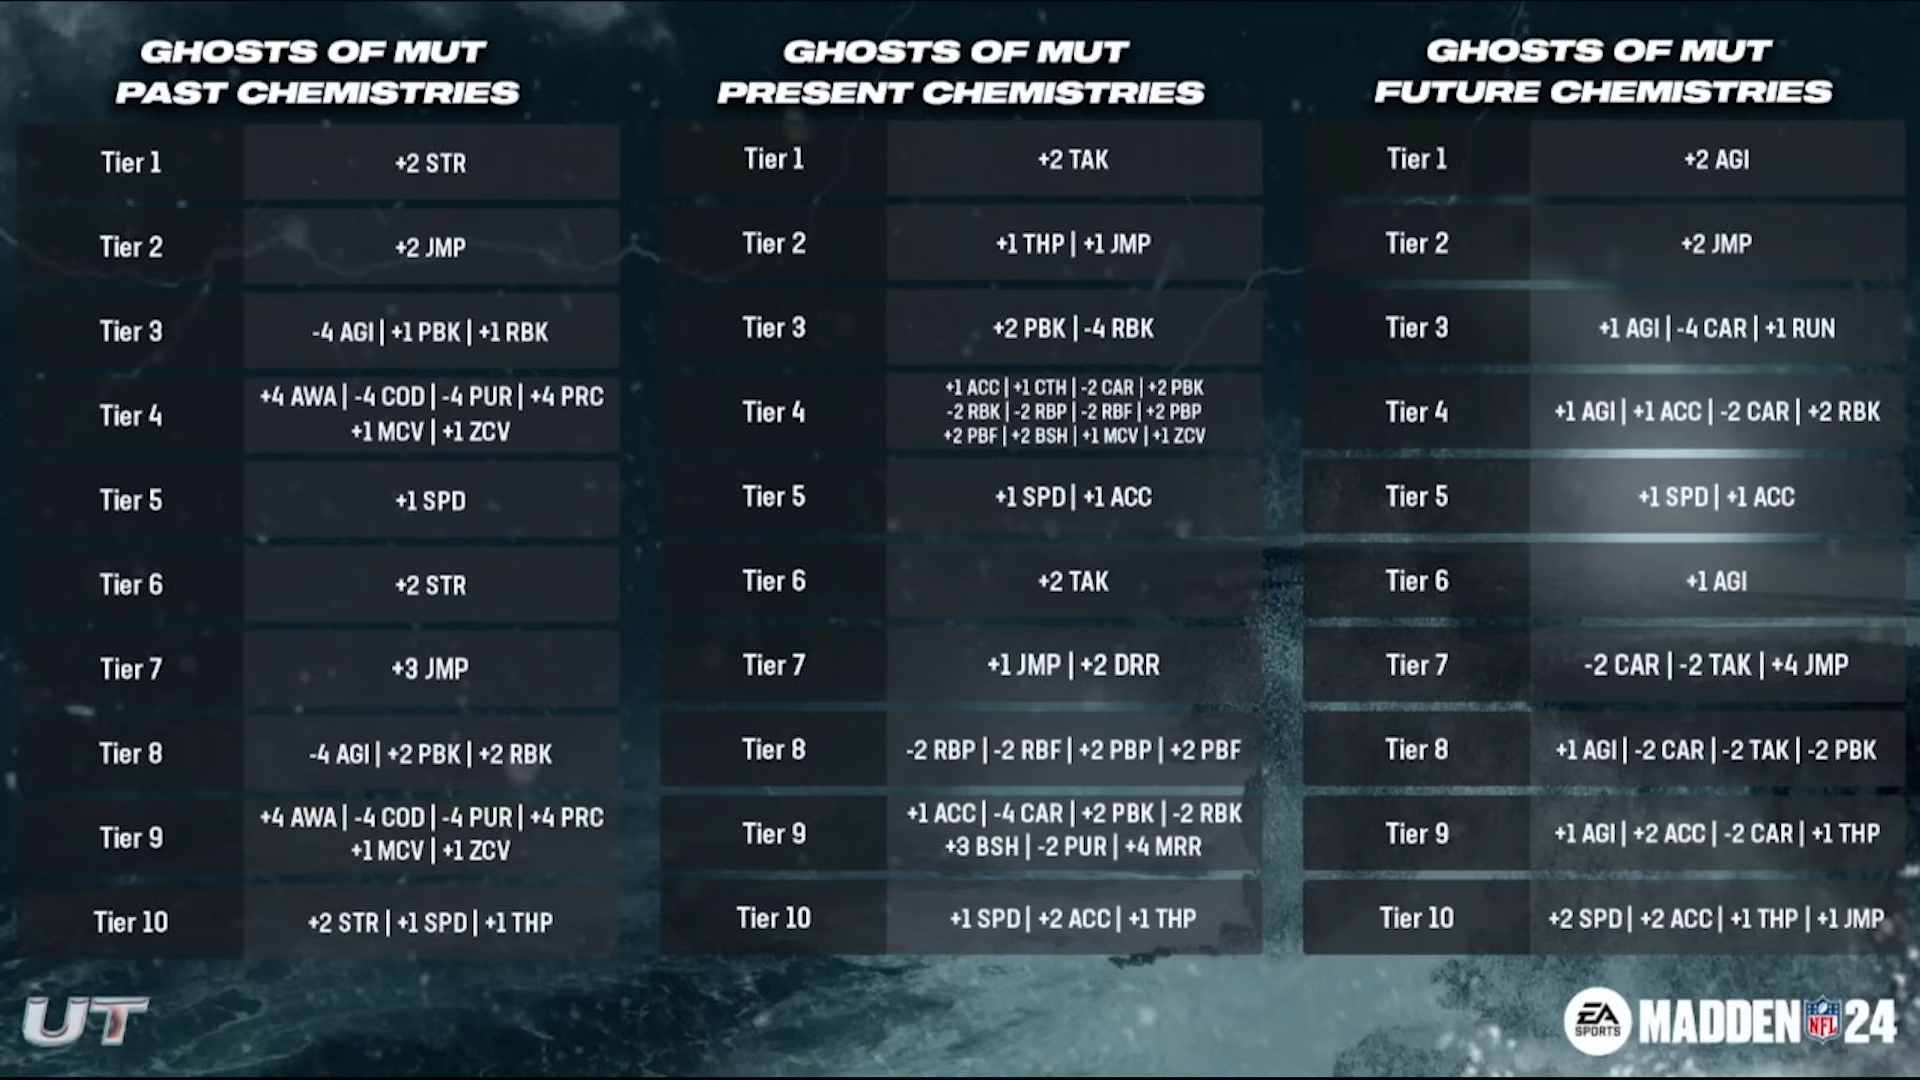 GHOSTS OF MUT
PAST CHEMISTRIES
Tier 1 +2 STR
Tier 2 +2 JMP
Tier 3 -4 AGI | +1 PBK | +1 RBK
Tier 4 +4 AWA | -4 COD | -4 PUR | +4 PRC
+1 MCV | +1 ZCV
Tier 5 +1 SPD
Tier 6 +2 STR
Tier 7 +3 JMP
Tier 8 -4 AGI | +2 PBK | +2 RBK
Tier 9 +4 AWA | -4 COD | -4 PUR | +4 PRC
+1 MCV | +1 ZCV
Tier 10 +2 STR | +1 SPD | +1 THP
GHOSTS OF MUT
PRESENT CHEMISTRIES
Tier 1 +2 TAK
Tier 2 +1 THP | +1 JMP
Tier 3 +2 PBK | -4 RBK
Tier 4 +1 ACC | +1 CTH | -2 CAR | +2 PBK
-2 RBK | -2 RBP | -2 RBF | +2 PBP
+2 PBF | +2 BSH | +1 MCV | +1 ZCV
Tier 5 +1 SPD | +1 ACC
Tier 6 +2 TAK
Tier 7 +1 JMP | +2 DRR
Tier 8 -2 RBP | -2 RBF | +2 PBP | +2 PBF
Tier 9 +1 ACC | -4 CAR | +2 PBK | -2 RBK
+3 BSH | -2 PUR | +4 MRR
Tier 10 +1 SPD | +2 ACC | +1 THP
GHOSTS OF MUT
FUTURE CHEMISTRIES
Tier 1 +2 AGI
Tier 2 +2 JMP
Tier 3 +1 AGI | -4 CAR | +1 RUN
Tier 4 +1 AGI | +1 ACC | -2 CAR | +2 RBK
Tier 5 +1 SPD | +1 ACC
Tier 6 +1 AGI
Tier 7 -2 CAR | -2 TAK | +4 JMP
Tier 8 +1 AGI | -2 CAR | -2 TAK | -2 PBK
Tier 9 +1 AGI | +2 ACC | -2 CAR | +1 THP
Tier 10 +2 SPD | +2 ACC | +1 THP | +1 JMP
UT
EA SPORTS MADDEN NFL 24